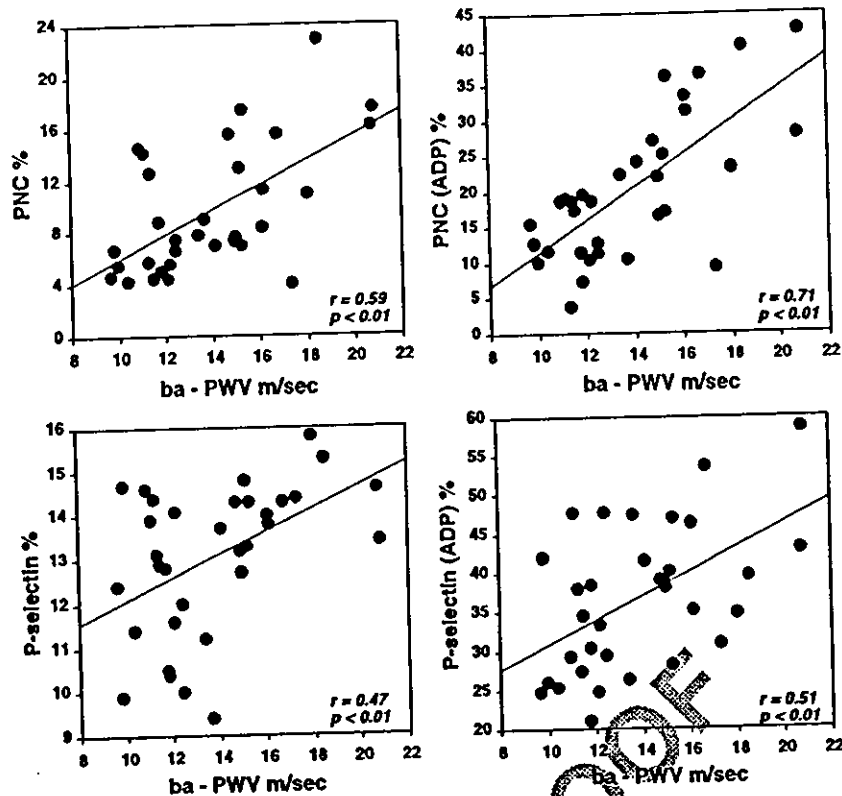 24
20
16
12
8
4
0
PNC %
r = 0.59
p < 0.01
8 10 12 14 16 18 20 22
ba - PWV m/sec
45
40
35
30
25
20
15
10
5
0
PNC (ADP) %
r = 0.71
p < 0.01
8 10 12 14 16 18 20 22
ba - PWV m/sec
16
15
14
13
12
11
10
9
P-selectin %
r = 0.47
p < 0.01
8 10 12 14 16 18 20 22
ba - PWV m/sec
60
55
50
45
40
35
30
25
20
P-selectin (ADP) %
r = 0.51
p < 0.01
8 10 12 14 16 18 20 22
ba - PWV m/sec
OOF